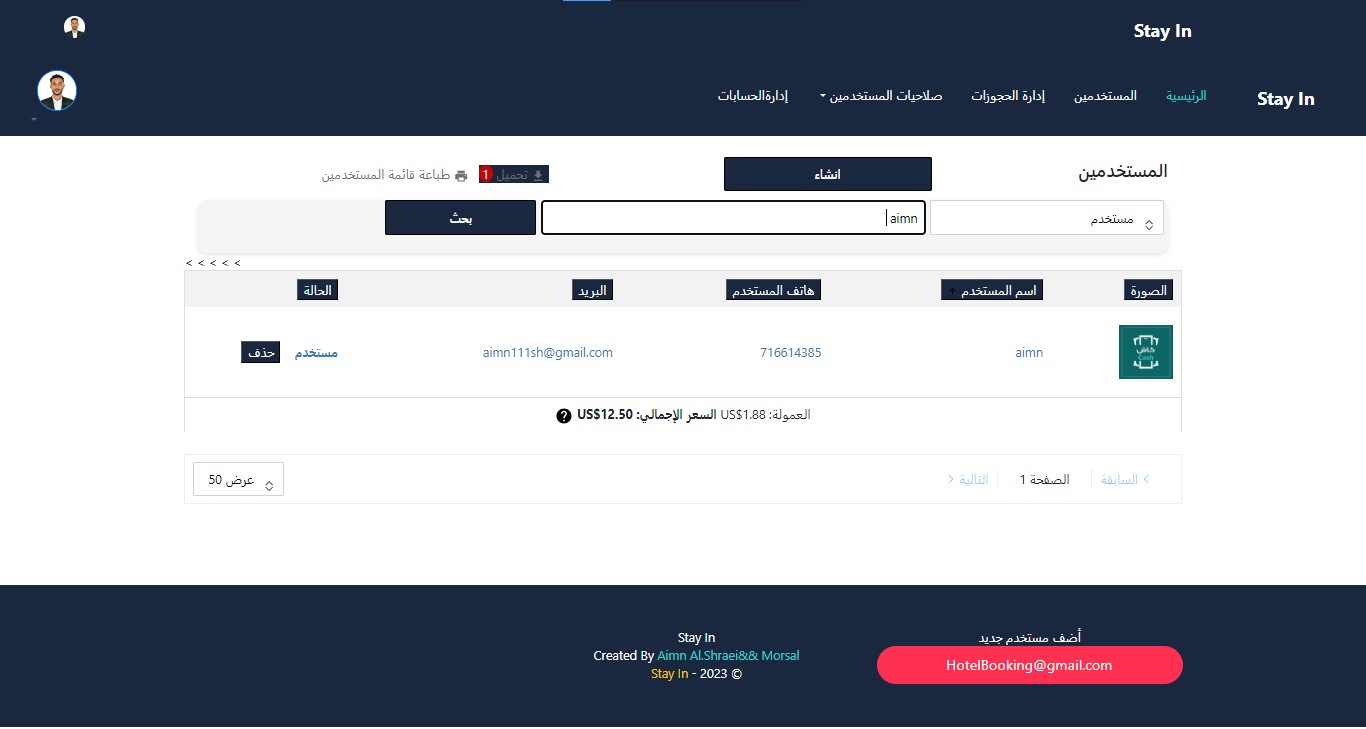 Stay In
Stay In
الرئيسية
المستخدمين
إدارة الحجوزات
صلاحيات المستخدمين
إدارةالحسابات
المستخدمين
انشاء
تحميل 1
طباعة قائمة المستخدمين
مستخدم
aimn
بحث
< < < < <
الصورة
اسم المستخدم ↑
هاتف المستخدم
البريد
الحالة
كاش
Cash
aimn
716614385
aimn111sh@gmail.com
مستخدم
حذف
العمولة: US$1.88 السعر الإجمالي: US$12.50 ?
السابقة
الصفحة 1
التالية
عرض 50
أضف مستخدم جديد
HotelBooking@gmail.com
Stay In
Created By Aimn Al.Shraei&& Morsal
Stay In - 2023 ©